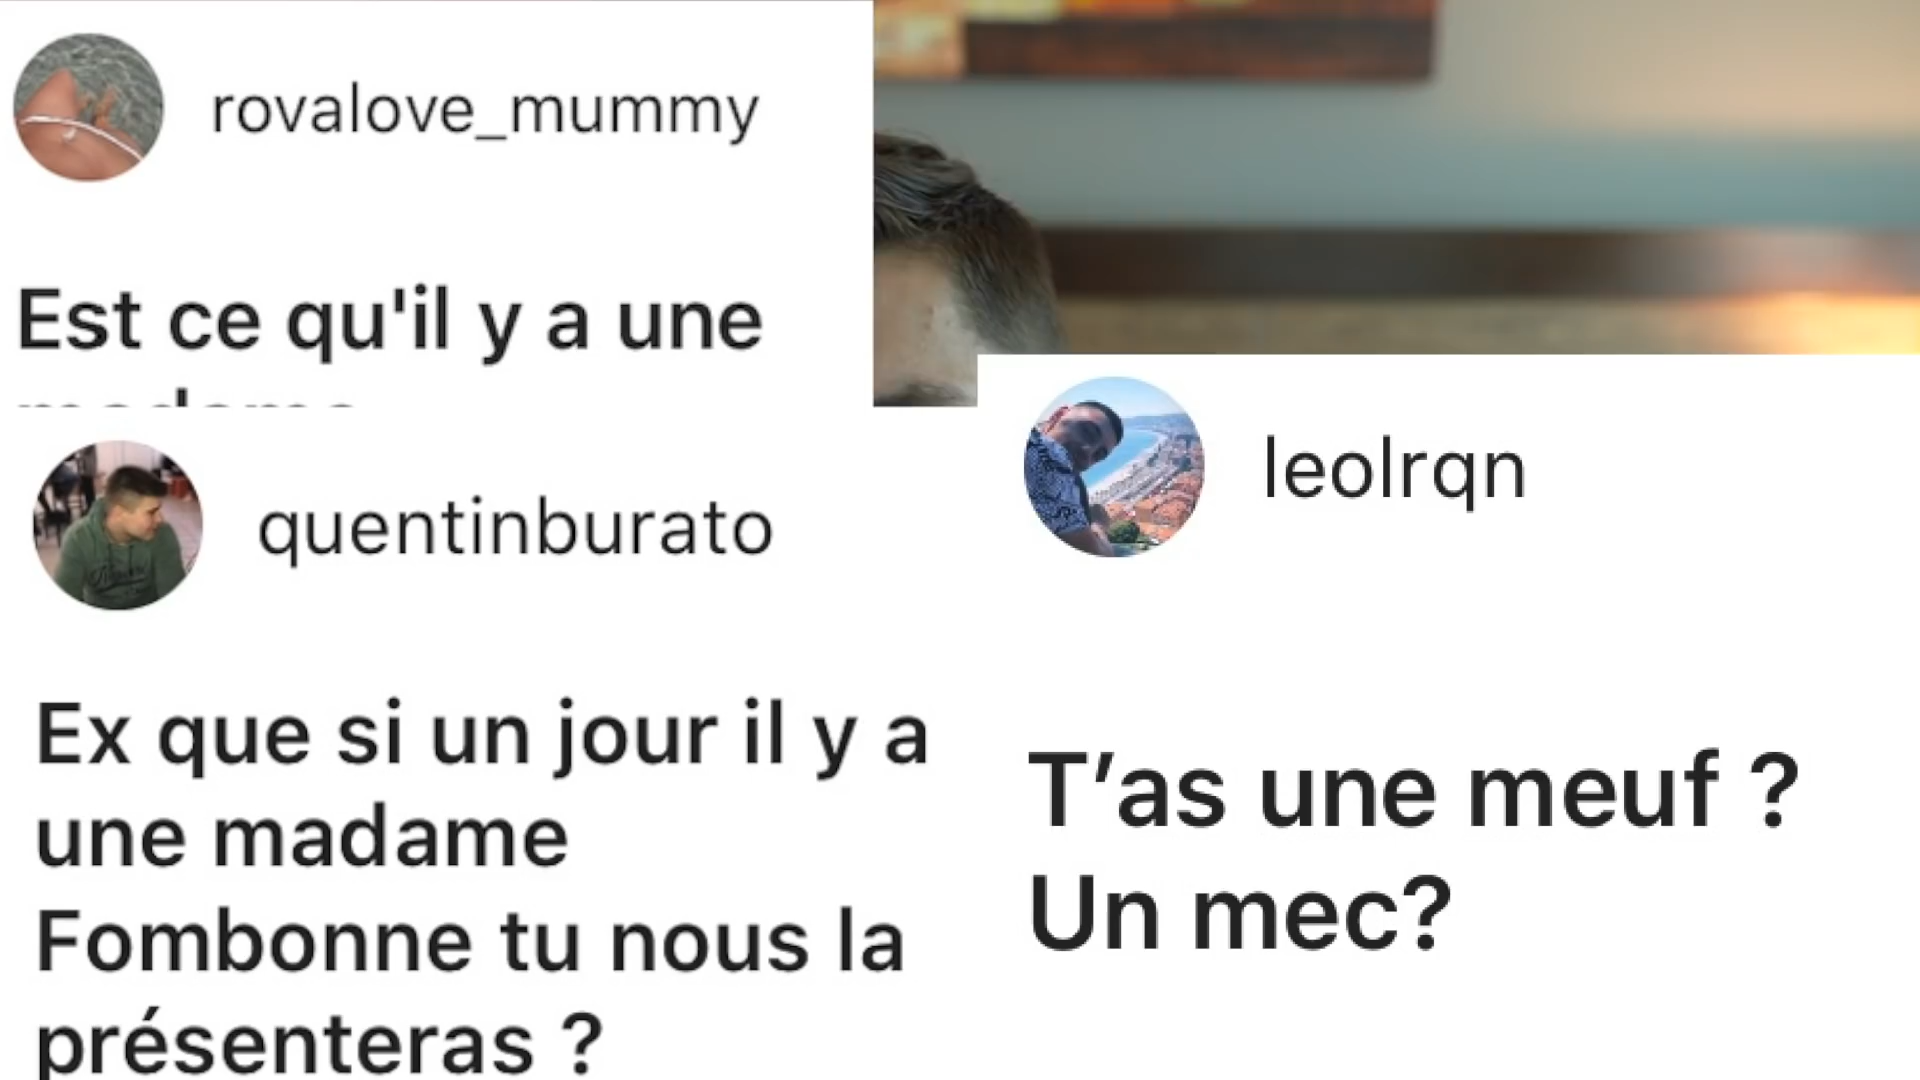 rovalove_mummy
Est ce qu'il y a une
quentinburato
Ex que si un jour il y a
une madame
Fombonne tu nous la
présenteras ?
leolrqn
T’as une meuf ?
Un mec?